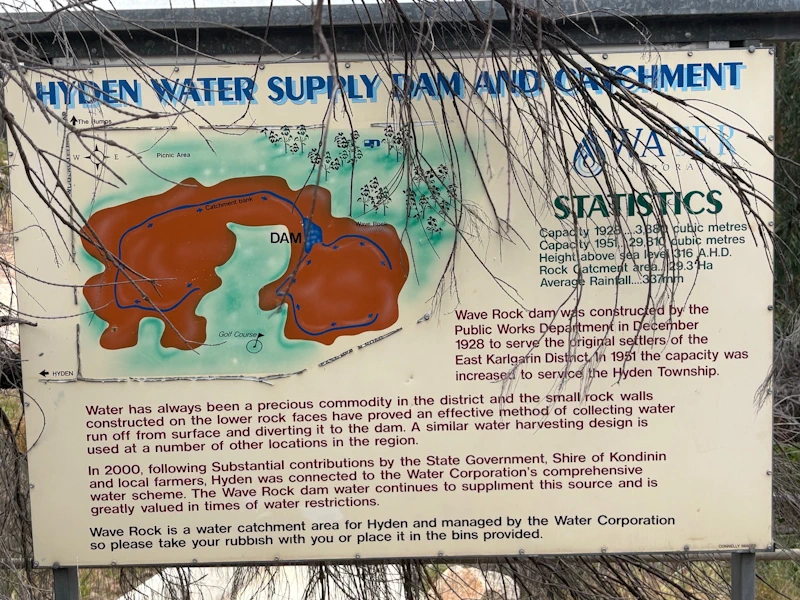 HYDEN WATER SUPPLY DAM AND CATCHMENT
The Humps
W E
Picnic Area
WATER
CORPORATION
Catchment bank
DAM
Wave Rock
Golf Course
HYDEN
STATISTICS
Capacity 1928....3,380 cubic metres
Capacity 1951..29,310 cubic metres
Height above sea level 316 A.H.D.
Rock Catcment area...29.3 Ha
Average Rainfall...337mm
Wave Rock dam was constructed by the
Public Works Department in December
1928 to serve the original settlers of the
East Karlgarin District. in 1951 the capacity was
increased to service the Hyden Township.
Water has always been a precious commodity in the district and the small rock walls
constructed on the lower rock faces have proved an effective method of collecting water
run off from surface and diverting it to the dam. A similar water harvesting design is
used at a number of other locations in the region.
In 2000, following Substantial contributions by the State Government, Shire of Kondinin
and local farmers, Hyden was connected to the Water Corporation's comprehensive
water scheme. The Wave Rock dam water continues to suppliment this source and is
greatly valued in times of water restrictions.
Wave Rock is a water catchment area for Hyden and managed by the Water Corporation
so please take your rubbish with you or place it in the bins provided.